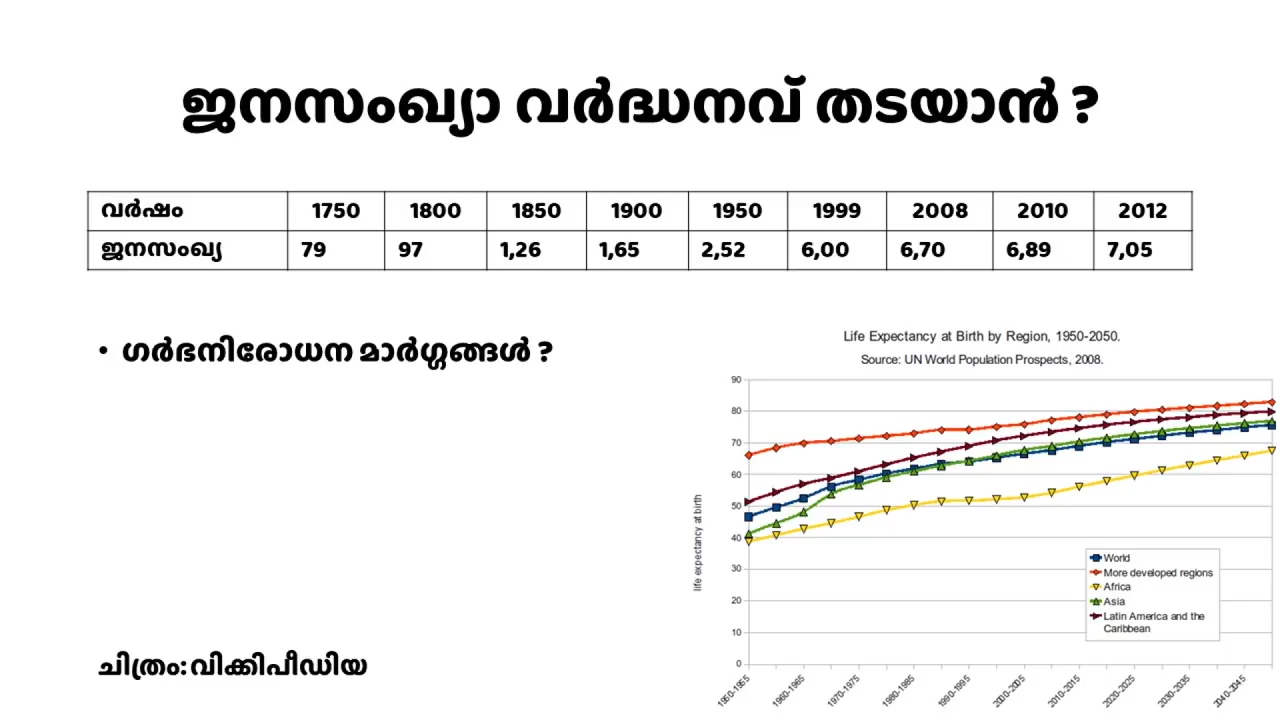 ജനസംഖ്യാ വർദ്ധനവ് തടയാൻ ?
വർഷം 1750 1800 1850 1900 1950 1999 2008 2010 2012
ജനസംഖ്യ 79 97 1,26 1,65 2,52 6,00 6,70 6,89 7,05
• ഗർഭനിരോധന മാർഗ്ഗങ്ങൾ ?
ചിത്രം: വിക്കിപീഡിയ
Life Expectancy at Birth by Region, 1950-2050.
Source: UN World Population Prospects, 2008.
life expectancy at birth
90
80
70
60
50
40
30
20
10
0
World
More developed regions
Africa
Asia
Latin America and the
Caribbean
1950-1955 1960-1965 1970-1975 1980-1985 1990-1995 2000-2005 2010-2015 2020-2025 2030-2035 2040-2045